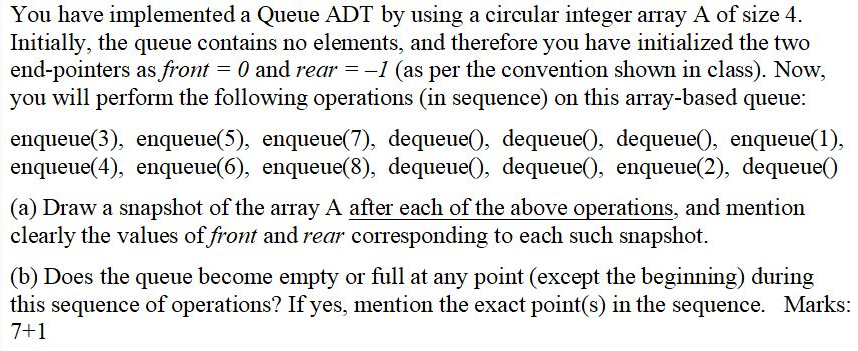 You have implemented a Queue ADT by using a circular integer array A of size 4.
Initially, the queue contains no elements, and therefore you have initialized the two
end-pointers as front = 0 and rear = –1 (as per the convention shown in class). Now,
you will perform the following operations (in sequence) on this array-based queue:
enqueue(3), enqueue(5), enqueue(7), dequeue(), dequeue(), dequeue(), enqueue(1),
enqueue(4), enqueue(6), enqueue(8), dequeue(), dequeue(), enqueue(2), dequeue()
(a) Draw a snapshot of the array A after each of the above operations, and mention
clearly the values of front and rear corresponding to each such snapshot.
(b) Does the queue become empty or full at any point (except the beginning) during
this sequence of operations? If yes, mention the exact point(s) in the sequence. Marks:
7+1